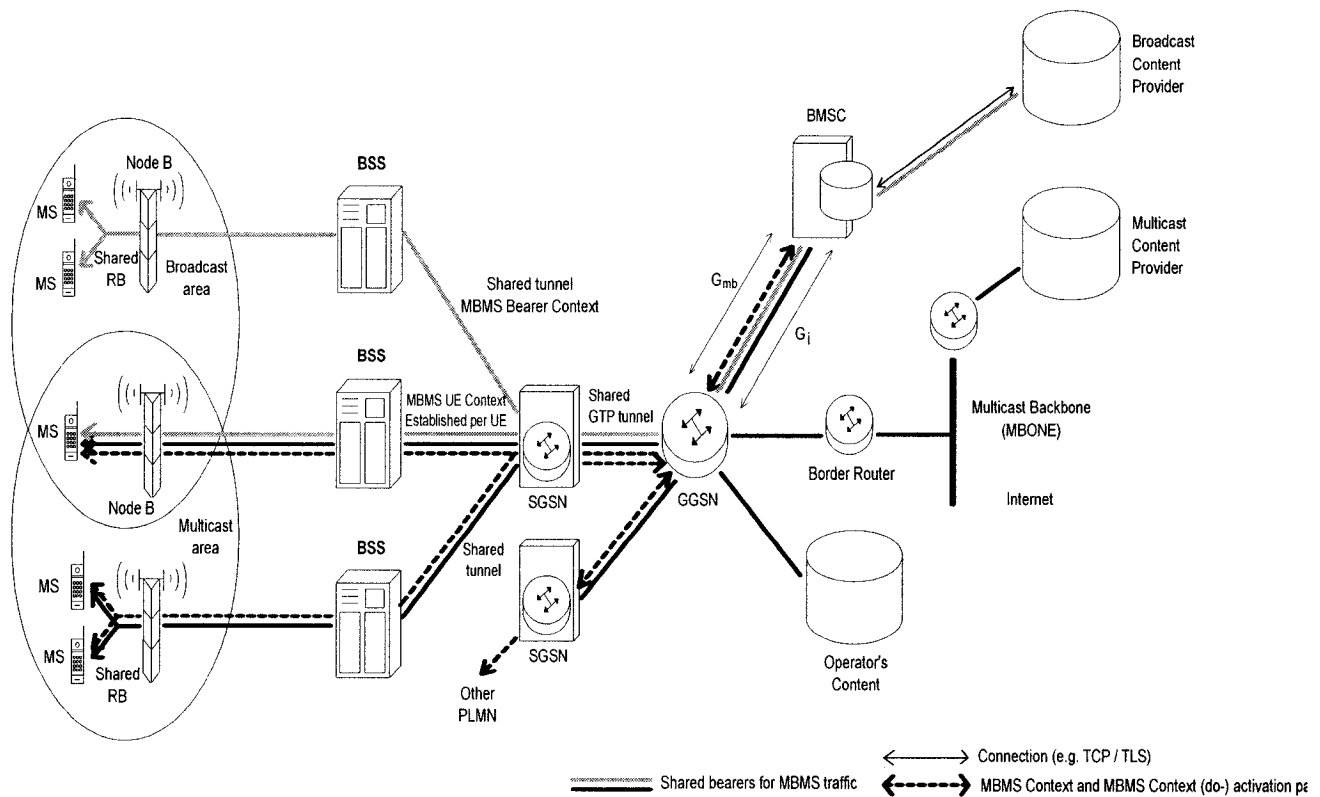 Broadcast
Content
Provider
BMSC
Node B
BSS
Multicast
Content
Provider
MS
MS
Shared
RB
Broadcast
area
Shared tunnel
MBMS Bearer Context
Gmb
Gi
BSS
MBMS UE Context
Established per UE
Shared
GTP tunnel
MS
Multicast Backbone
(MBONE)
Border Router
Node B
SGSN
GGSN
Internet
Multicast
area
BSS
Shared
tunnel
MS
MS
Shared
RB
SGSN
Operator's
Content
Other
PLMN
Connection (e.g. TCP / TLS)
Shared bearers for MBMS traffic
MBMS Context and MBMS Context (do-) activation pa